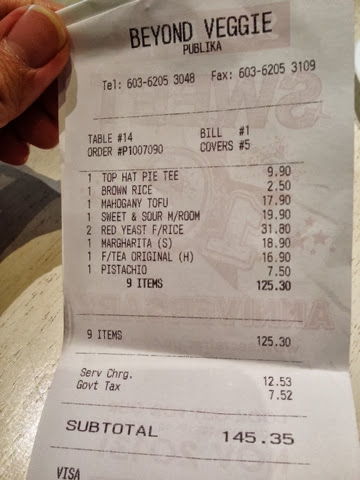 BEYOND VEGGIE
PUBLIKA
Tel: 603-6205 3048 Fax: 603-6205 3109
TABLE #14 BILL #1
ORDER #P1007090 COVERS #5
1 TOP HAT PIE TEE 9.90
1 BROWN RICE 2.50
1 MAHOGANY TOFU 17.90
1 SWEET & SOUR M/ROOM 19.90
2 RED YEAST F/RICE 31.80
1 MARGHARITA (S) 18.90
1 F/TEA ORIGINAL (H) 16.90
1 PISTACHIO 7.50
9 ITEMS 125.30
9 ITEMS 125.30
Serv Chrg. 12.53
Govt Tax 7.52
SUBTOTAL 145.35
VISA